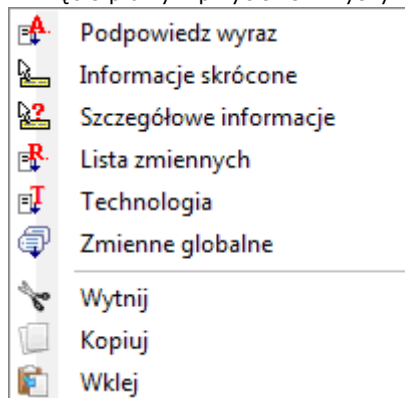 Podpowiedz wyraz
Informacje skrócone
Szczegółowe informacje
Lista zmiennych
Technologia
Zmienne globalne
Wytnij
Kopiuj
Wklej